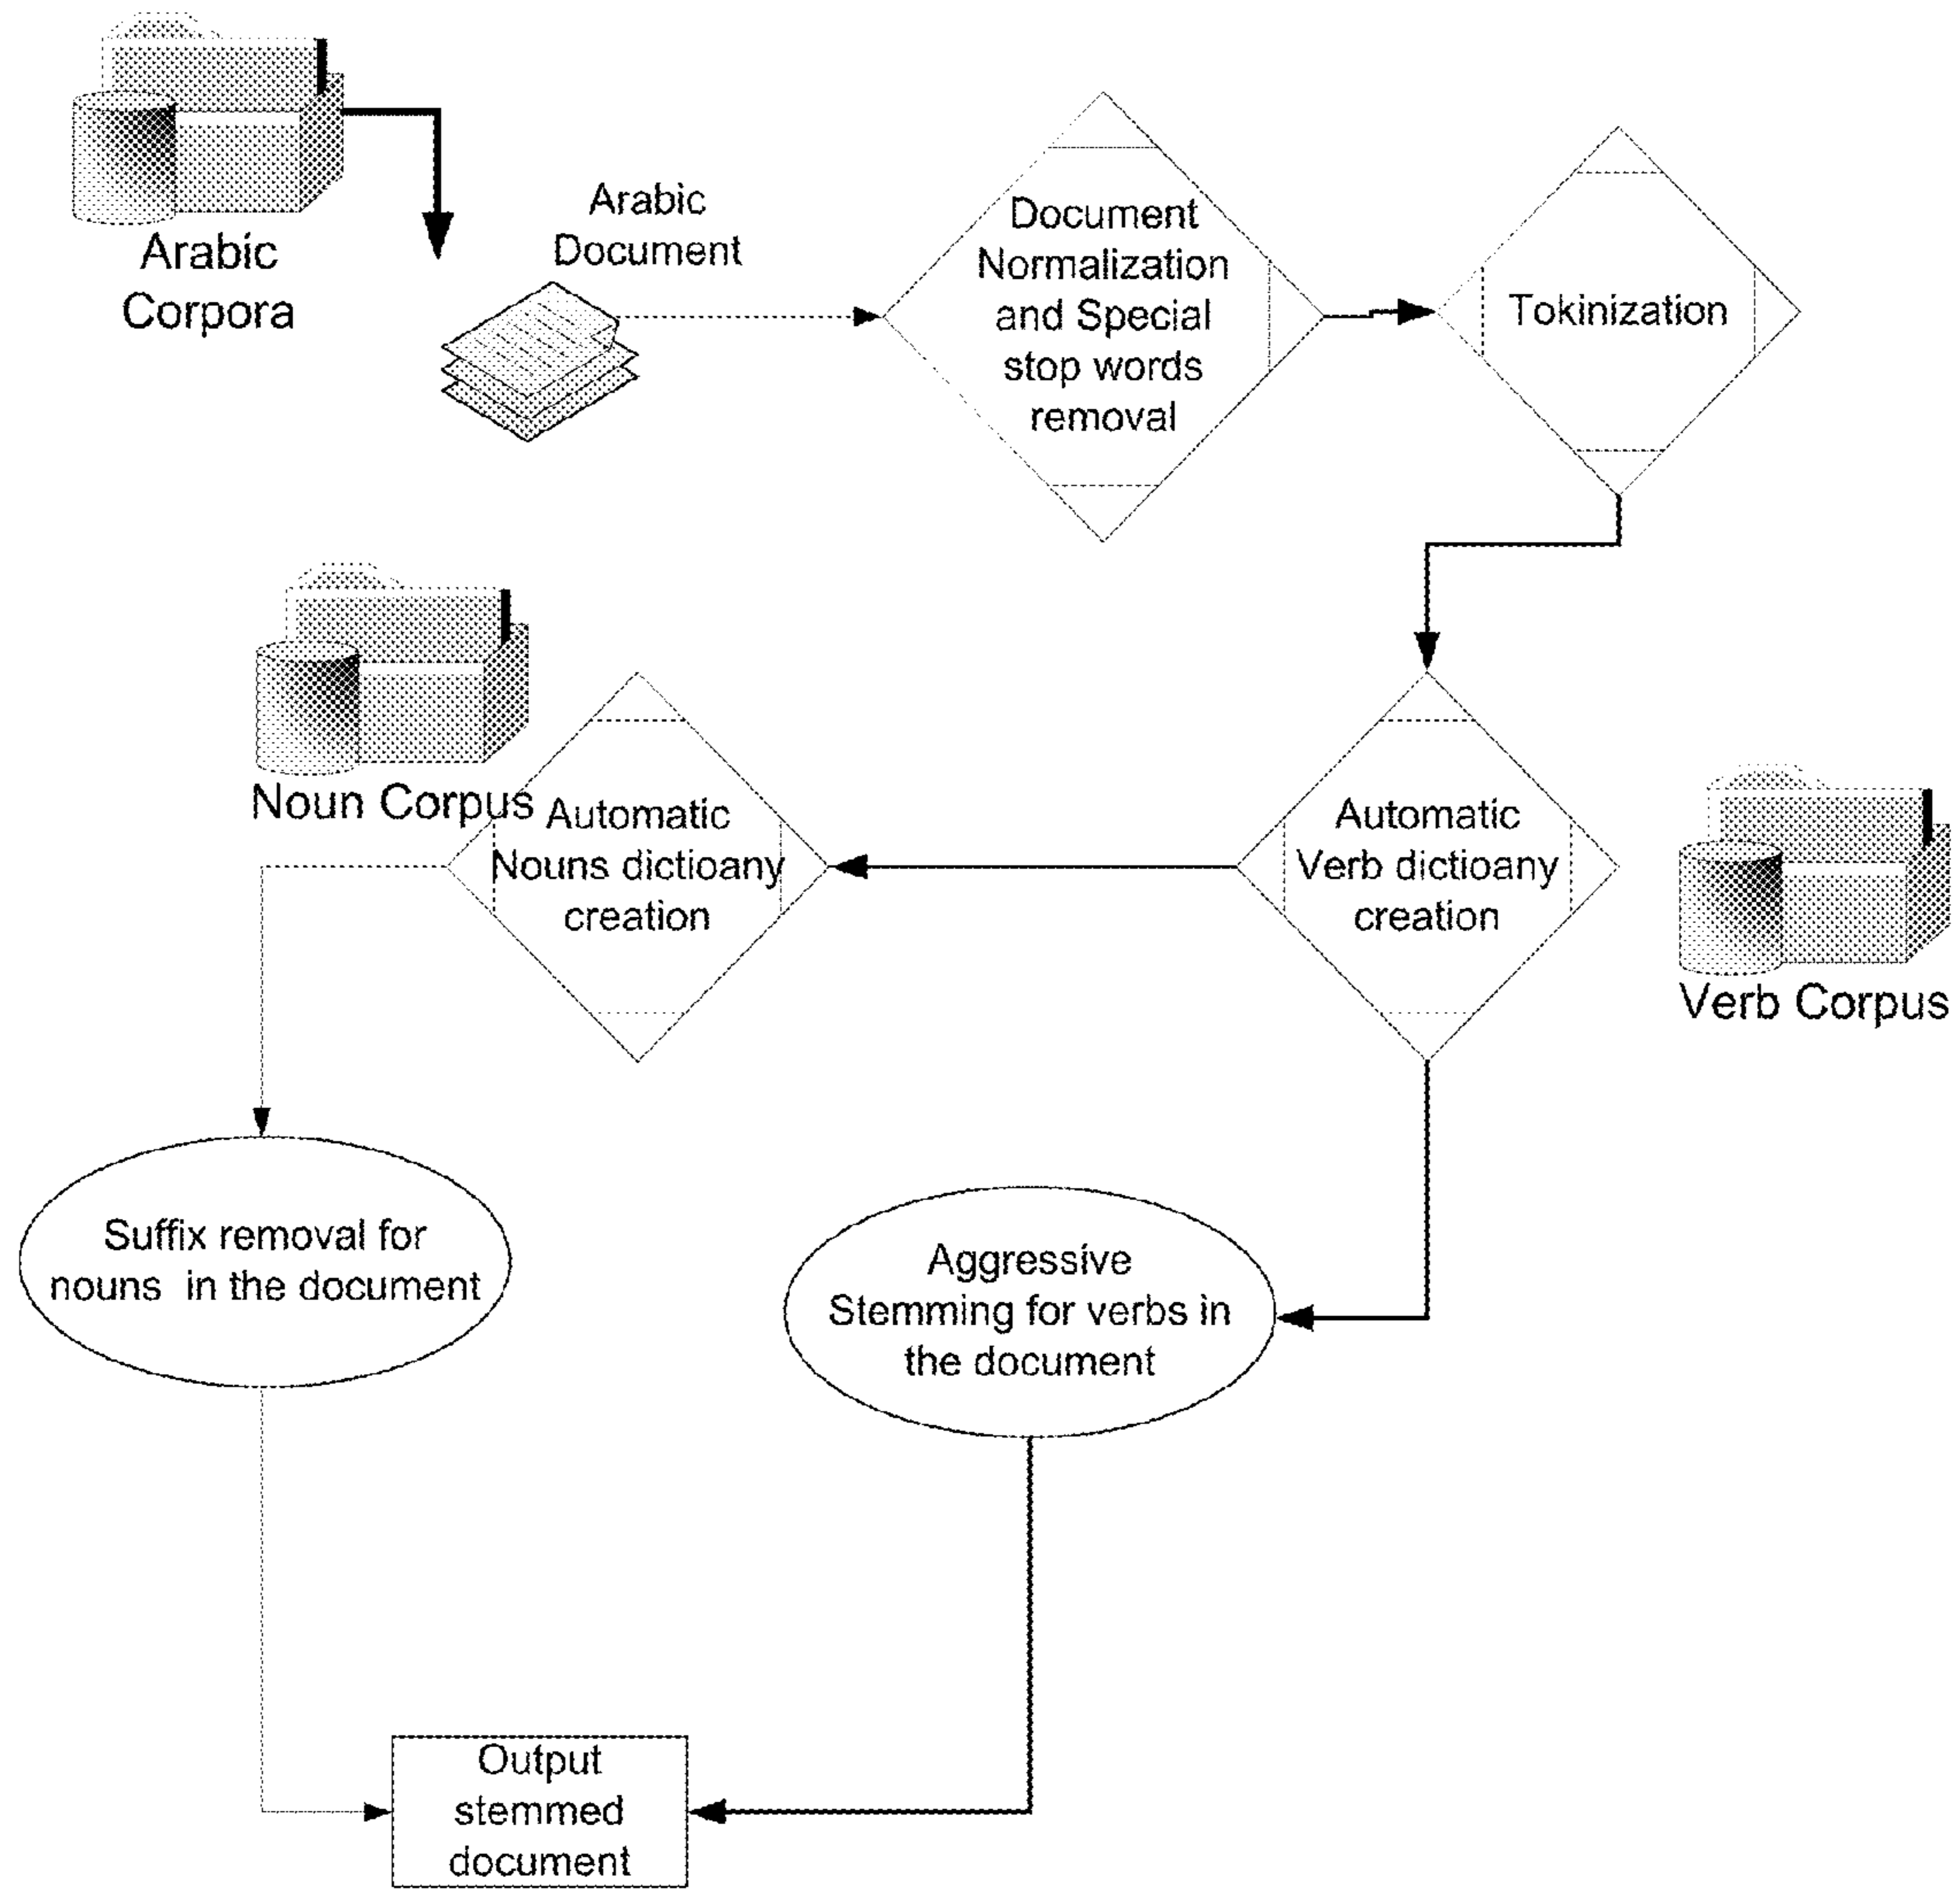 Arabic
Corpora
Arabic
Document
Document
Normalization
and Special
stop words
removal
Tokinization
Noun Corpus
Automatic
Nouns dictioany
creation
Automatic
Verb dictioany
creation
Verb Corpus
Suffix removal for
nouns in the document
Aggressive
Stemming for verbs in
the document
Output
stemmed
document